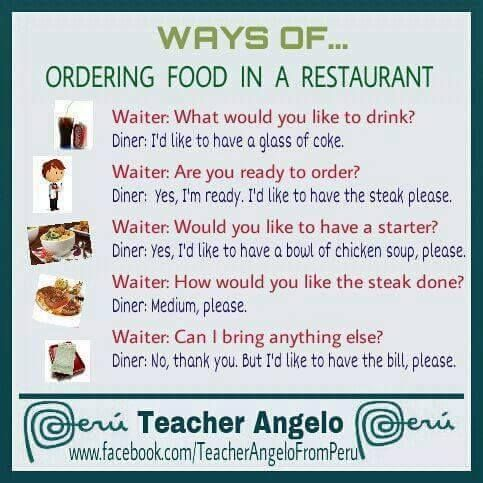 WAYS OF...
ORDERING FOOD IN A RESTAURANT
Waiter: What would you like to drink?
Diner: I'd like to have a glass of coke.
Waiter: Are you ready to order?
Diner: Yes, I'm ready. I'd like to have the steak please.
Waiter: Would you like to have a starter?
Diner: Yes, I'd like to have a bowl of chicken soup, please.
Waiter: How would you like the steak done?
Diner: Medium, please.
Waiter: Can I bring anything else?
Diner: No, thank you. But I'd like to have the bill, please.
Perú Teacher Angelo Perú
www.facebook.com/TeacherAngeloFromPeru